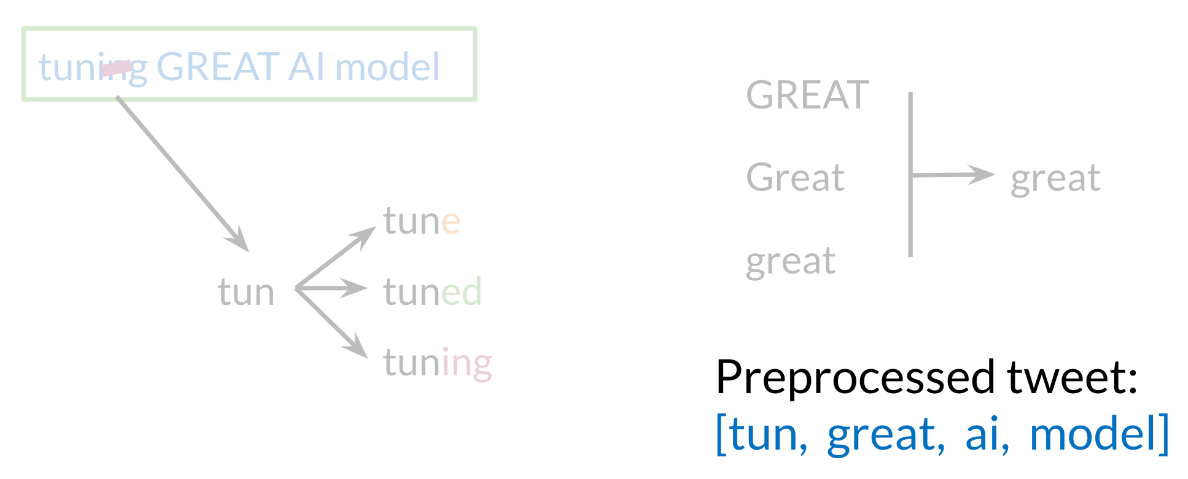 tuning GREAT AI model
tun
tune
tuned
tuning
GREAT
Great
great
great
Preprocessed tweet:
[tun, great, ai, model]